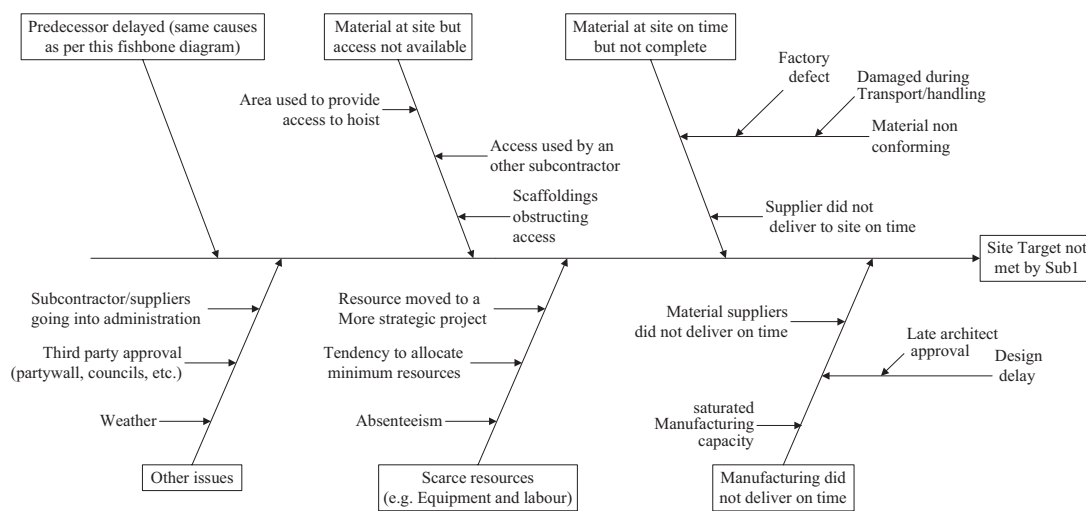 Predecessor delayed (same causes
as per this fishbone diagram)
Material at site but
access not available
Material at site on time
but not complete
Factory
defect
Damaged during
Transport/handling
Area used to provide
access to hoist
Material non
conforming
Access used by an
other subcontractor
Scaffoldings
obstructing
access
Supplier did not
deliver to site on time
Site Target not
met by Sub1
Subcontractor/suppliers
going into administration
Resource moved to a
More strategic project
Material suppliers
did not deliver on time
Late architect
approval
Third party approval
(partywall, councils, etc.)
Tendency to allocate
minimum resources
Design
delay
Weather
Absenteeism
saturated
Manufacturing
capacity
Other issues
Scarce resources
(e.g. Equipment and labour)
Manufacturing did
not deliver on time